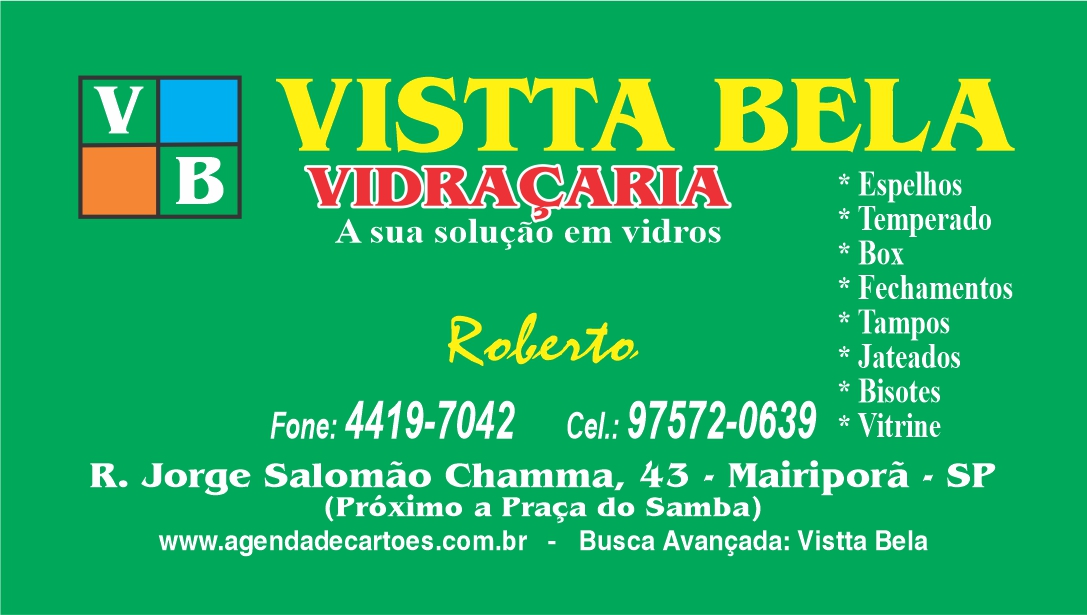 V
B
VISTTA BELA
VIDRAÇARIA
A sua solução em vidros
* Espelhos
* Temperado
* Box
* Fechamentos
* Tampos
* Jateados
* Bisotes
* Vitrine
Roberto
Fone: 4419-7042 Cel.: 97572-0639
R. Jorge Salomão Chamma, 43 - Mairiporã - SP
(Próximo a Praça do Samba)
www.agendadecartoes.com.br - Busca Avançada: Vistta Bela